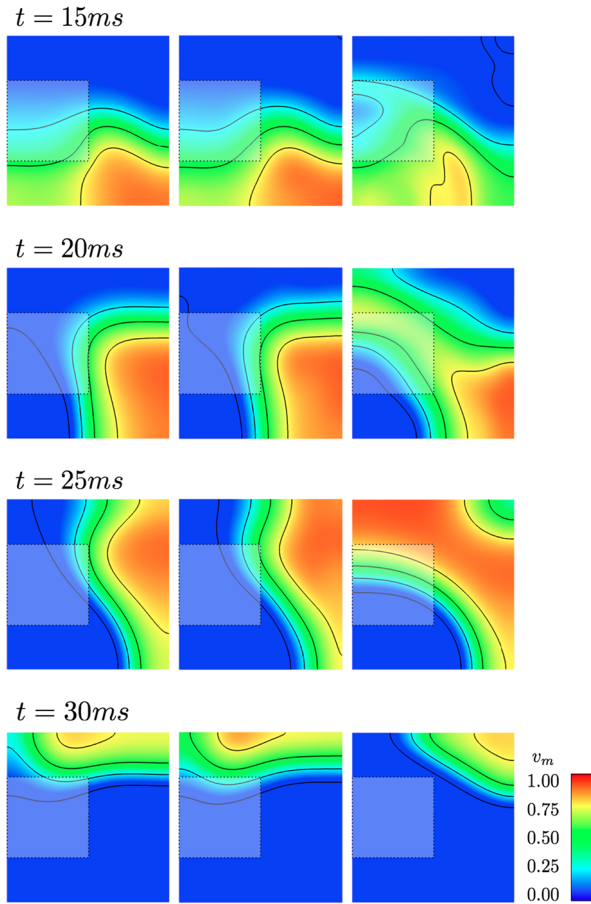 t = 15ms
t = 20ms
t = 25ms
t = 30ms
v_m
1.00
0.75
0.50
0.25
0.00